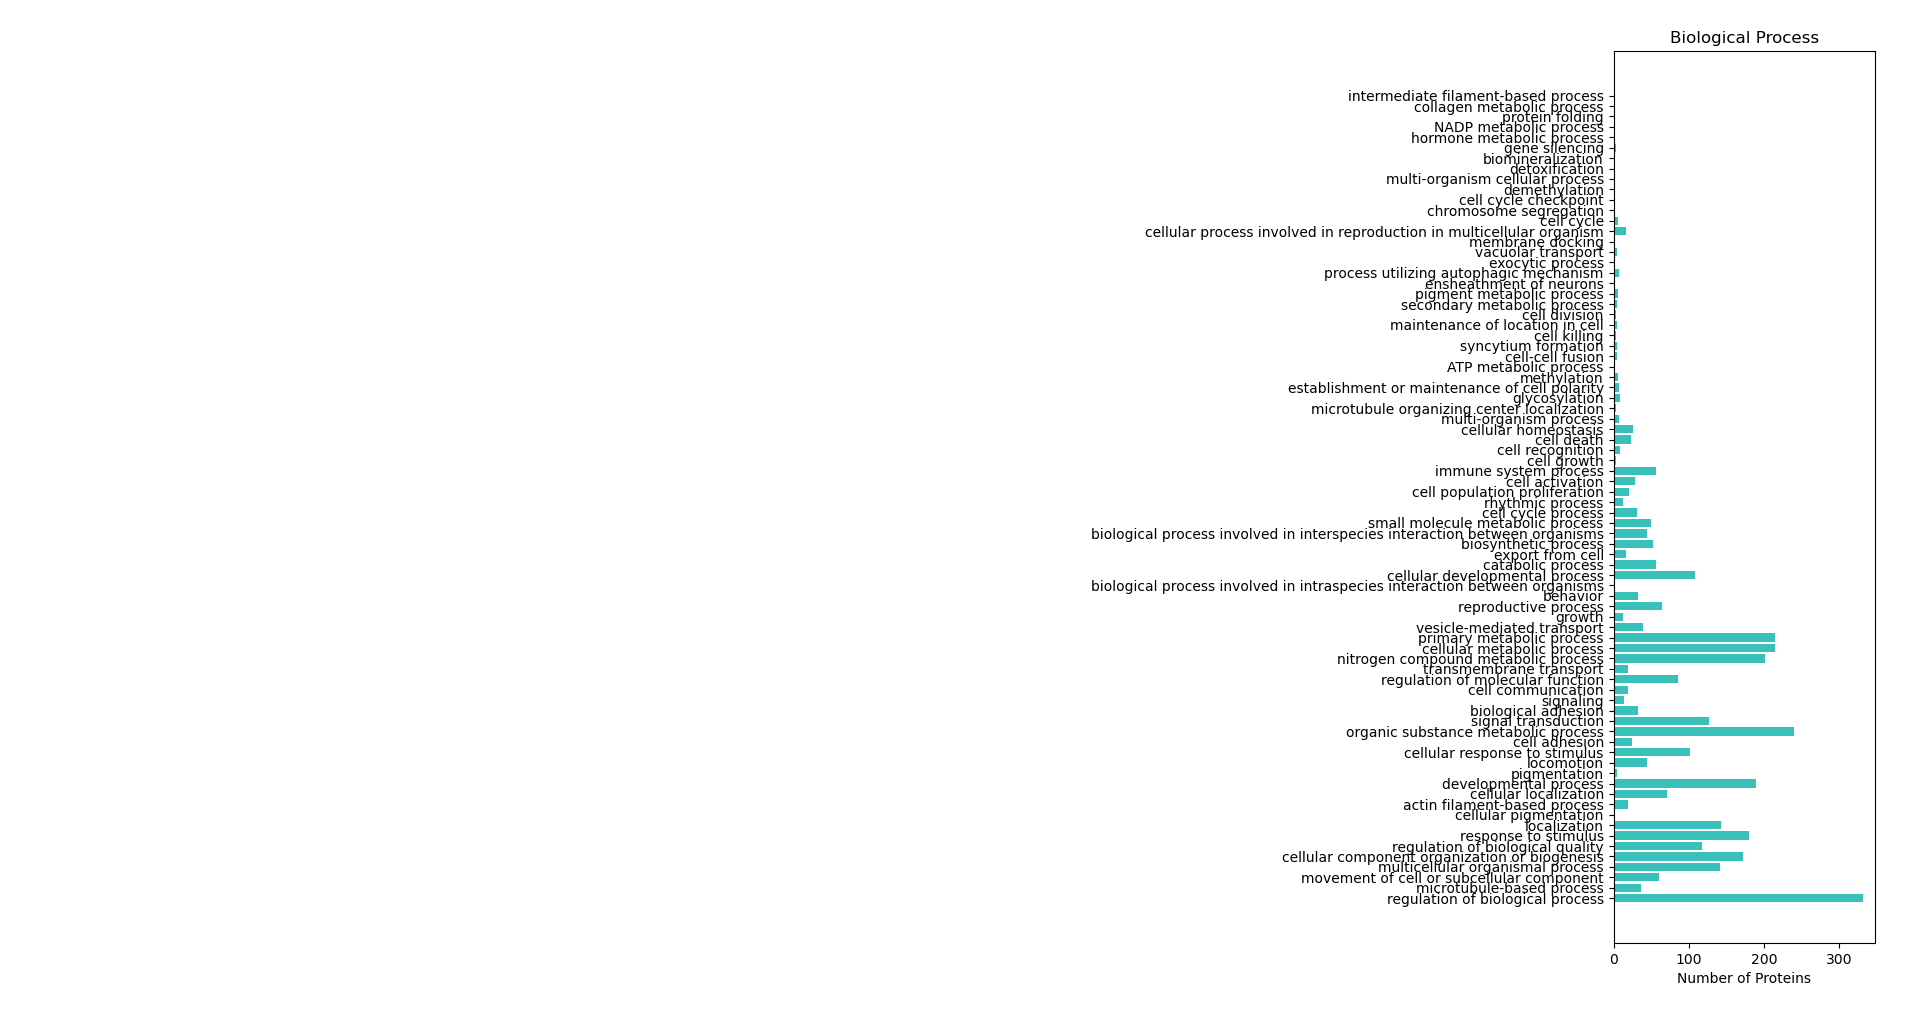 Biological Process
intermediate filament-based process
collagen metabolic process
protein folding
NADP metabolic process
hormone metabolic process
gene silencing
biomineralization
detoxification
multi-organism cellular process
demethylation
cell cycle checkpoint
chromosome segregation
cell cycle
cellular process involved in reproduction in multicellular organism
membrane docking
vacuolar transport
exocytic process
process utilizing autophagic mechanism
ensheathment of neurons
pigment metabolic process
secondary metabolic process
cell division
maintenance of location in cell
cell killing
syncytium formation
cell-cell fusion
ATP metabolic process
methylation
establishment or maintenance of cell polarity
glycosylation
microtubule organizing center localization
multi-organism process
cellular homeostasis
cell death
cell recognition
cell growth
immune system process
cell activation
cell population proliferation
rhythmic process
cell cycle process
small molecule metabolic process
biological process involved in interspecies interaction between organisms
biosynthetic process
export from cell
catabolic process
cellular developmental process
biological process involved in intraspecies interaction between organisms
behavior
reproductive process
growth
vesicle-mediated transport
primary metabolic process
cellular metabolic process
nitrogen compound metabolic process
transmembrane transport
regulation of molecular function
cell communication
signaling
biological adhesion
signal transduction
organic substance metabolic process
cell adhesion
cellular response to stimulus
locomotion
pigmentation
developmental process
cellular localization
actin filament-based process
cellular pigmentation
localization
response to stimulus
regulation of biological quality
cellular component organization or biogenesis
multicellular organismal process
movement of cell or subcellular component
microtubule-based process
regulation of biological process
0 100 200 300
Number of Proteins